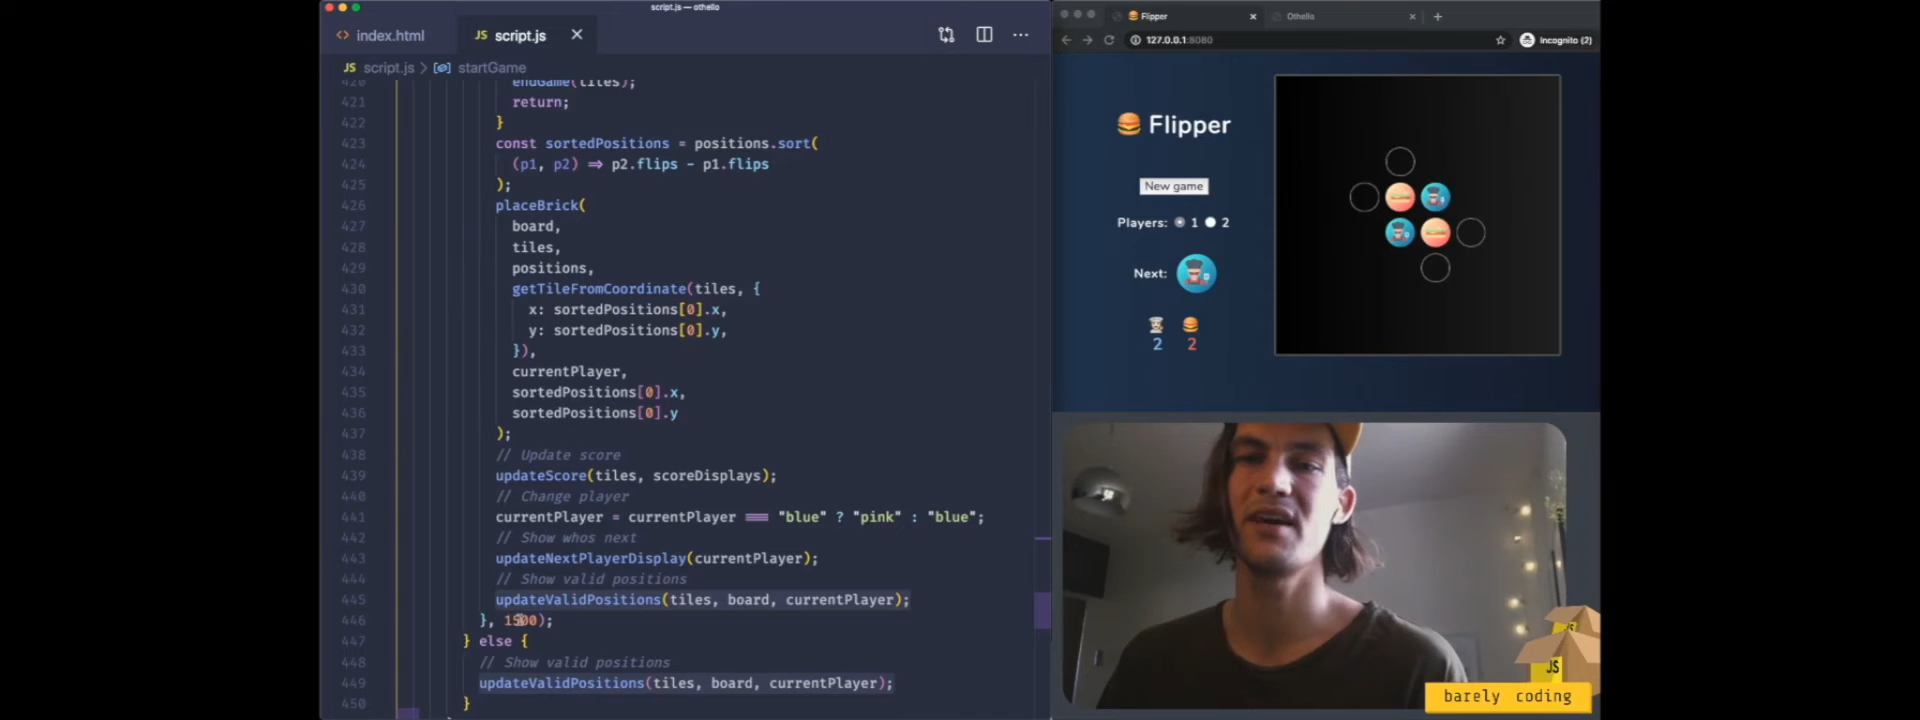 script.js — othello
index.html
JS script.js
JS script.js > startGame
420 endGame(tiles);
421 return;
422 }
423 const sortedPositions = positions.sort(
424 (p1, p2) ⇒ p2.flips - p1.flips
425 );
426 placeBrick(
427 board,
428 tiles,
429 positions,
430 getTileFromCoordinate(tiles, {
431 x: sortedPositions[0].x,
432 y: sortedPositions[0].y,
433 }),
434 currentPlayer,
435 sortedPositions[0].x,
436 sortedPositions[0].y
437 );
438 // Update score
439 updateScore(tiles, scoreDisplays);
440 // Change player
441 currentPlayer = currentPlayer === "blue" ? "pink" : "blue";
442 // Show whos next
443 updateNextPlayerDisplay(currentPlayer);
444 // Show valid positions
445 updateValidPositions(tiles, board, currentPlayer);
446 }, 1500);
447 } else {
448 // Show valid positions
449 updateValidPositions(tiles, board, currentPlayer);
450 }
Flipper
Othello
127.0.0.1:8080
Incognito (2)
Flipper
New game
Players: 1 2
Next:
2 2
JS
JS
barely coding